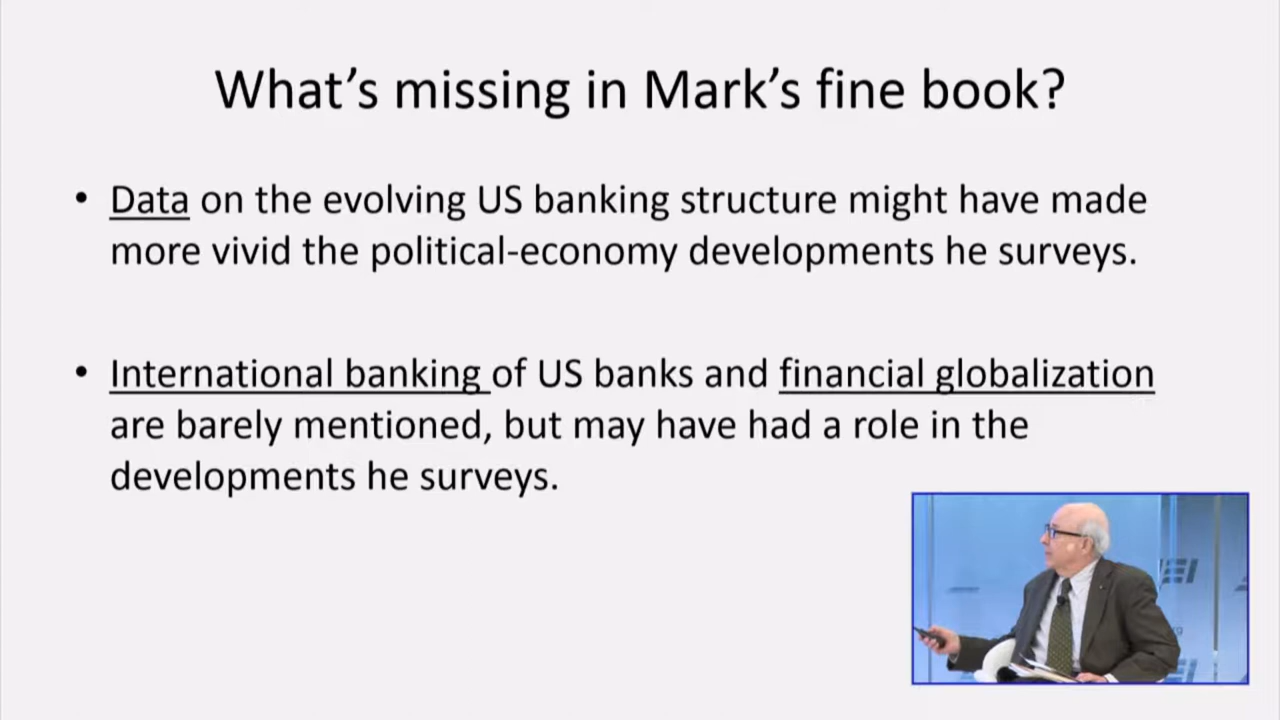 What's missing in Mark's fine book?
• Data on the evolving US banking structure might have made
more vivid the political-economy developments he surveys.
• International banking of US banks and financial globalization
are barely mentioned, but may have had a role in the
developments he surveys.